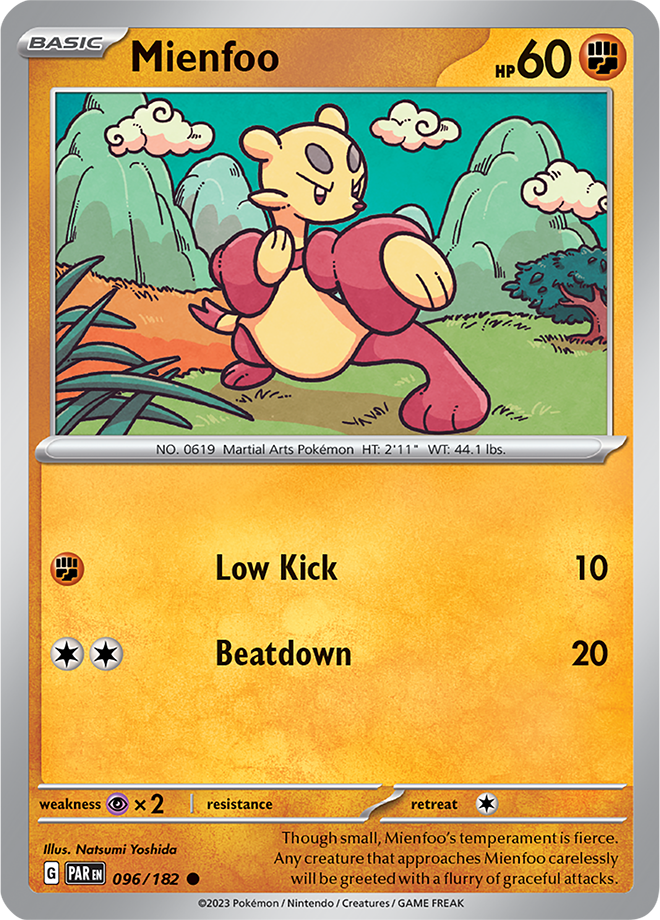 BASIC Mienfoo HP 60
NO. 0619 Martial Arts Pokémon HT: 2'11" WT: 44.1 lbs.
Low Kick 10
Beatdown 20
weakness ×2 resistance retreat
Illus. Natsumi Yoshida
Though small, Mienfoo's temperament is fierce.
Any creature that approaches Mienfoo carelessly
will be greeted with a flurry of graceful attacks.
G PAR EN 096/182
©2023 Pokémon / Nintendo / Creatures / GAME FREAK